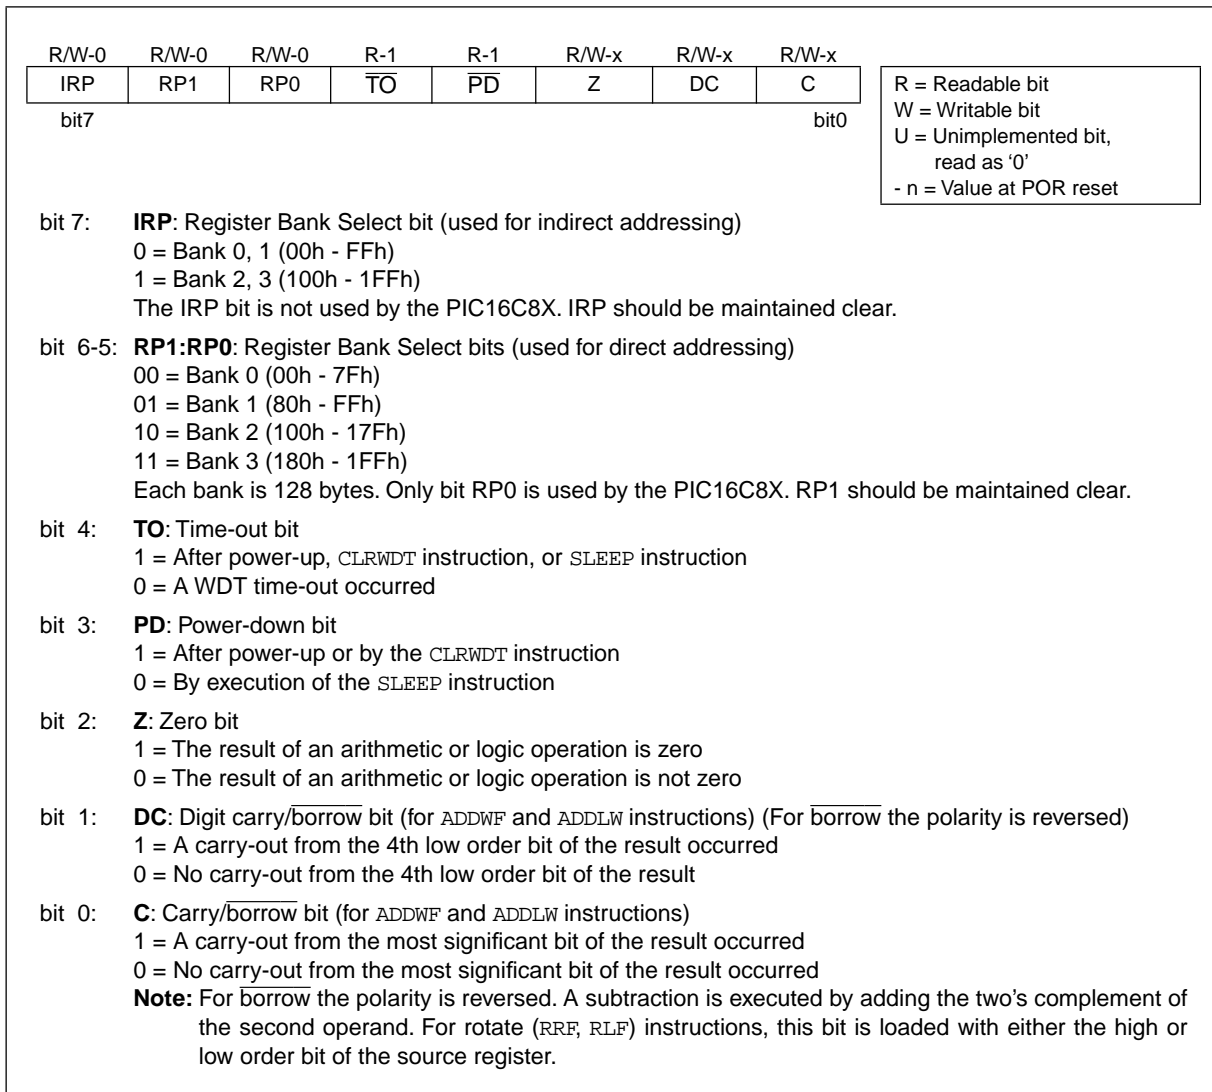 R/W-0 R/W-0 R/W-0 R-1 R-1 R/W-x R/W-x R/W-x
IRP RP1 RP0 T̅O̅ P̅D̅ Z DC C
bit7 bit0
R = Readable bit
W = Writable bit
U = Unimplemented bit,
read as ‘0’
- n = Value at POR reset
bit 7: IRP: Register Bank Select bit (used for indirect addressing)
0 = Bank 0, 1 (00h - FFh)
1 = Bank 2, 3 (100h - 1FFh)
The IRP bit is not used by the PIC16C8X. IRP should be maintained clear.
bit 6-5: RP1:RP0: Register Bank Select bits (used for direct addressing)
00 = Bank 0 (00h - 7Fh)
01 = Bank 1 (80h - FFh)
10 = Bank 2 (100h - 17Fh)
11 = Bank 3 (180h - 1FFh)
Each bank is 128 bytes. Only bit RP0 is used by the PIC16C8X. RP1 should be maintained clear.
bit 4: TO: Time-out bit
1 = After power-up, CLRWDT instruction, or SLEEP instruction
0 = A WDT time-out occurred
bit 3: PD: Power-down bit
1 = After power-up or by the CLRWDT instruction
0 = By execution of the SLEEP instruction
bit 2: Z: Zero bit
1 = The result of an arithmetic or logic operation is zero
0 = The result of an arithmetic or logic operation is not zero
bit 1: DC: Digit carry/b̅o̅r̅r̅o̅w̅ bit (for ADDWF and ADDLW instructions) (For b̅o̅r̅r̅o̅w̅ the polarity is reversed)
1 = A carry-out from the 4th low order bit of the result occurred
0 = No carry-out from the 4th low order bit of the result
bit 0: C: Carry/b̅o̅r̅r̅o̅w̅ bit (for ADDWF and ADDLW instructions)
1 = A carry-out from the most significant bit of the result occurred
0 = No carry-out from the most significant bit of the result occurred
Note: For b̅o̅r̅r̅o̅w̅ the polarity is reversed. A subtraction is executed by adding the two’s complement of
the second operand. For rotate (RRF, RLF) instructions, this bit is loaded with either the high or
low order bit of the source register.